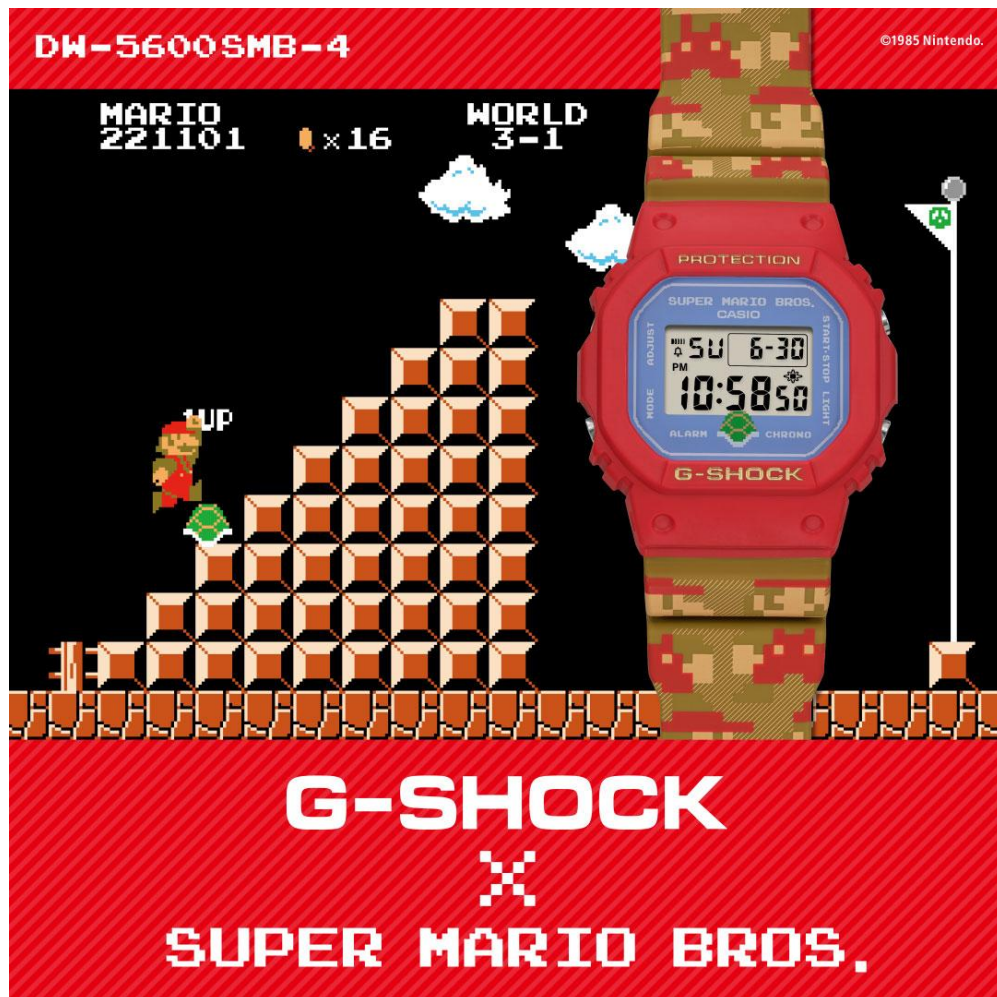 DW-5600SMB-4
©1985 Nintendo.
MARIO
221101
×16
WORLD
3-1
1UP
PROTECTION
SUPER MARIO BROS.
CASIO
ADJUST
MODE
START·STOP
LIGHT
SU 6-30
PM
10:58 50
ALARM
CHRONO
G-SHOCK
G-SHOCK
X
SUPER MARIO BROS.